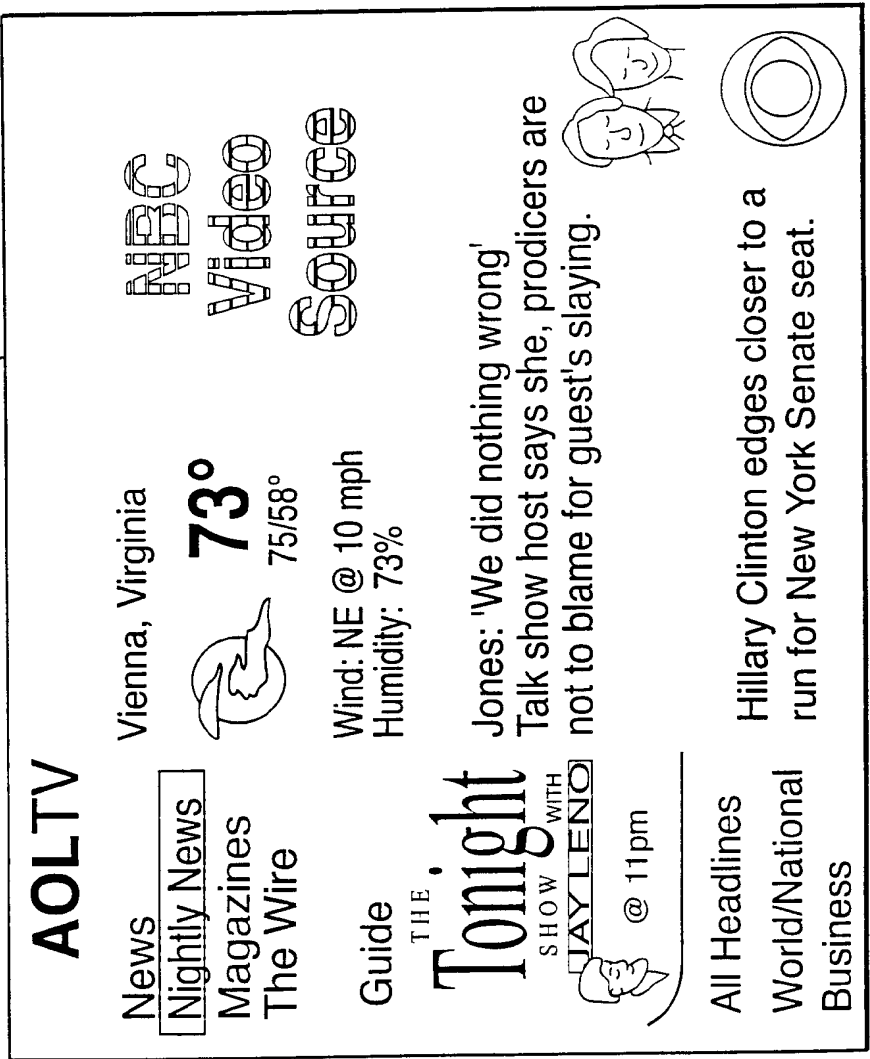 AOLTV
News
Nightly News
Magazines
The Wire
Guide
THE
Tonight
SHOW WITH
JAY LENO
@ 11pm
All Headlines
World/National
Business
Vienna, Virginia
73°
75/58°
Wind: NE @ 10 mph
Humidity: 73%
NBC
Video
Source
Jones: 'We did nothing wrong'
Talk show host says she, prodicers are
not to blame for guest's slaying.
Hillary Clinton edges closer to a
run for New York Senate seat.